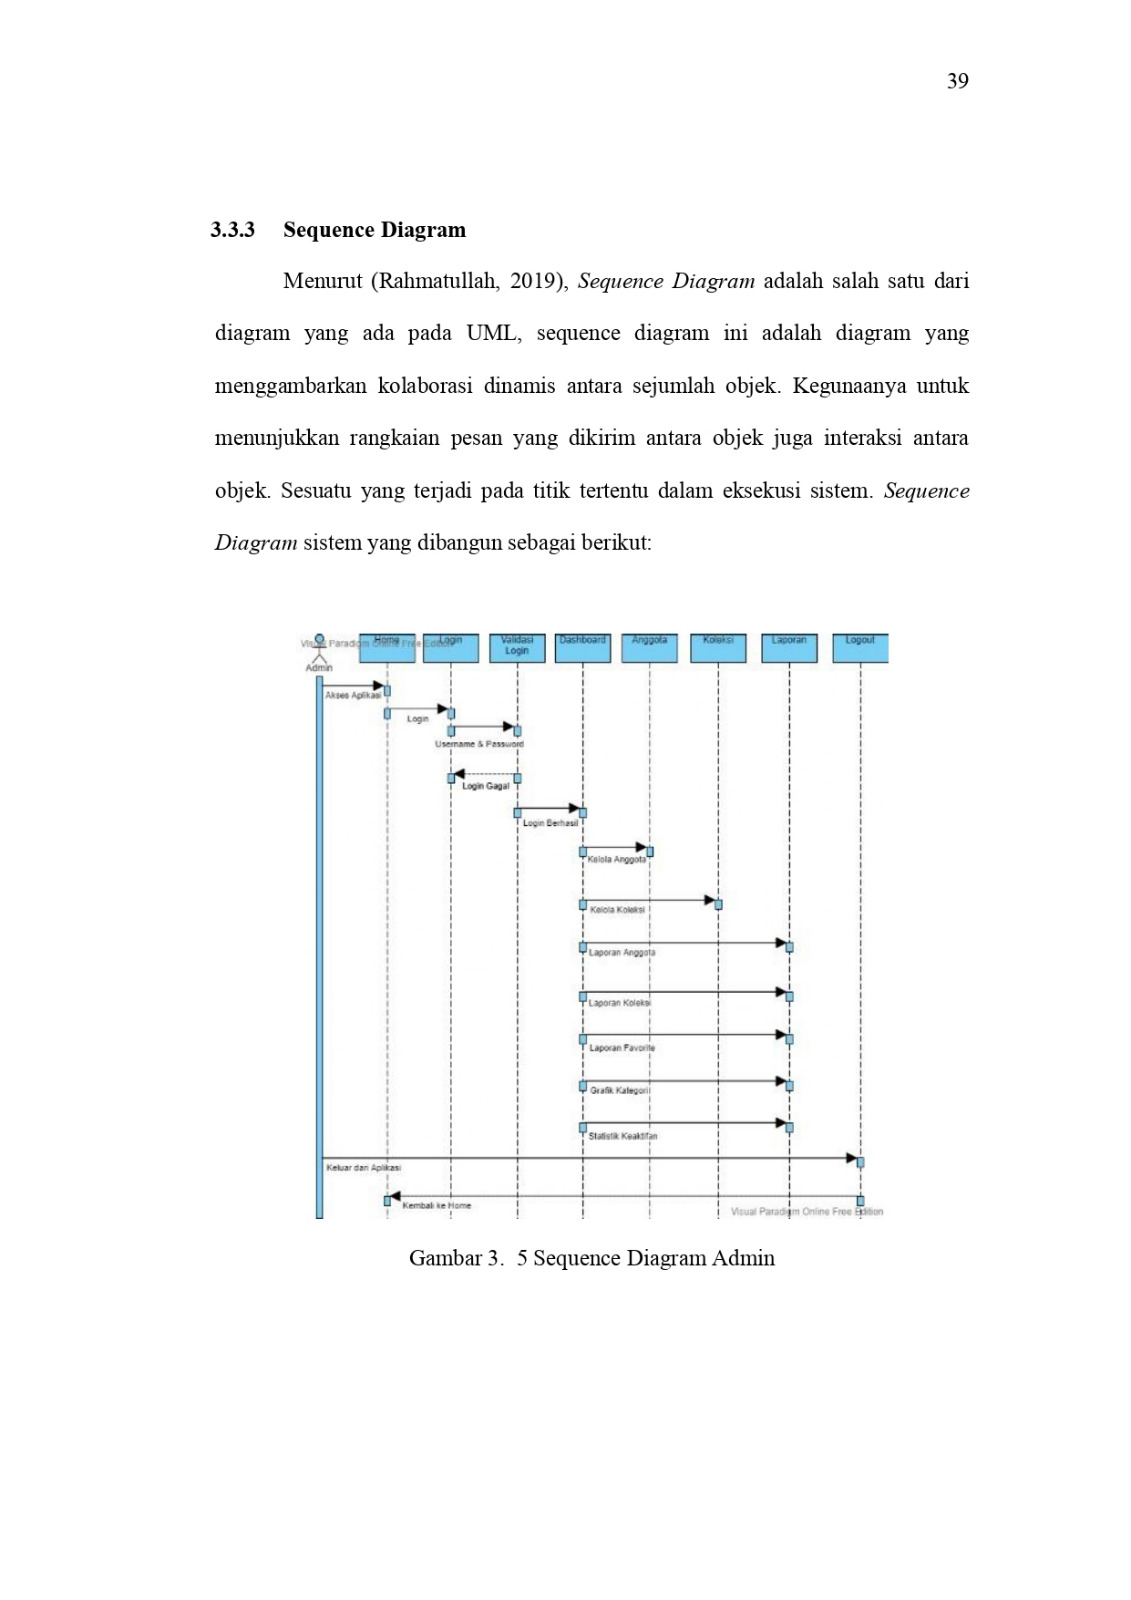 39
3.3.3 Sequence Diagram
Menurut (Rahmatullah, 2019), Sequence Diagram adalah salah satu dari
diagram yang ada pada UML, sequence diagram ini adalah diagram yang
menggambarkan kolaborasi dinamis antara sejumlah objek. Kegunaanya untuk
menunjukkan rangkaian pesan yang dikirim antara objek juga interaksi antara
objek. Sesuatu yang terjadi pada titik tertentu dalam eksekusi sistem. Sequence
Diagram sistem yang dibangun sebagai berikut:
Visual Paradigm Online Free Edition
Home
Login
Validasi
Login
Dashboard
Anggota
Koleksi
Laporan
Logout
Admin
Akses Aplikasi
Login
Username & Password
Login Gagal
Login Berhasil
Kelola Anggota
Kelola Koleksi
Laporan Anggota
Laporan Koleksi
Laporan Favorite
Grafik Kategori
Statistik Keaktifan
Keluar dari Aplikasi
Kembali ke Home
Visual Paradigm Online Free Edition
Gambar 3. 5 Sequence Diagram Admin